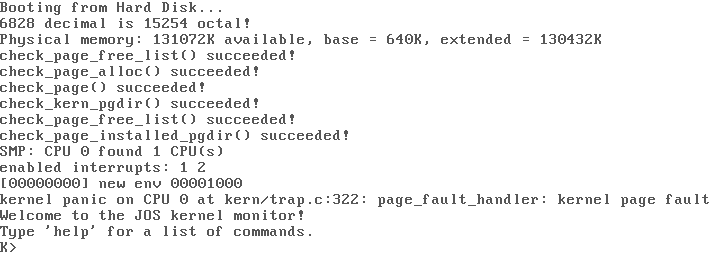 Booting from Hard Disk...
6828 decimal is 15254 octal!
Physical memory: 131072K available, base = 640K, extended = 130432K
check_page_free_list() succeeded!
check_page_alloc() succeeded!
check_page() succeeded!
check_kern_pgdir() succeeded!
check_page_free_list() succeeded!
check_page_installed_pgdir() succeeded!
SMP: CPU 0 found 1 CPU(s)
enabled interrupts: 1 2
[00000000] new env 00001000
kernel panic on CPU 0 at kern/trap.c:322: page_fault_handler: kernel page fault
Welcome to the JOS kernel monitor!
Type 'help' for a list of commands.
K>